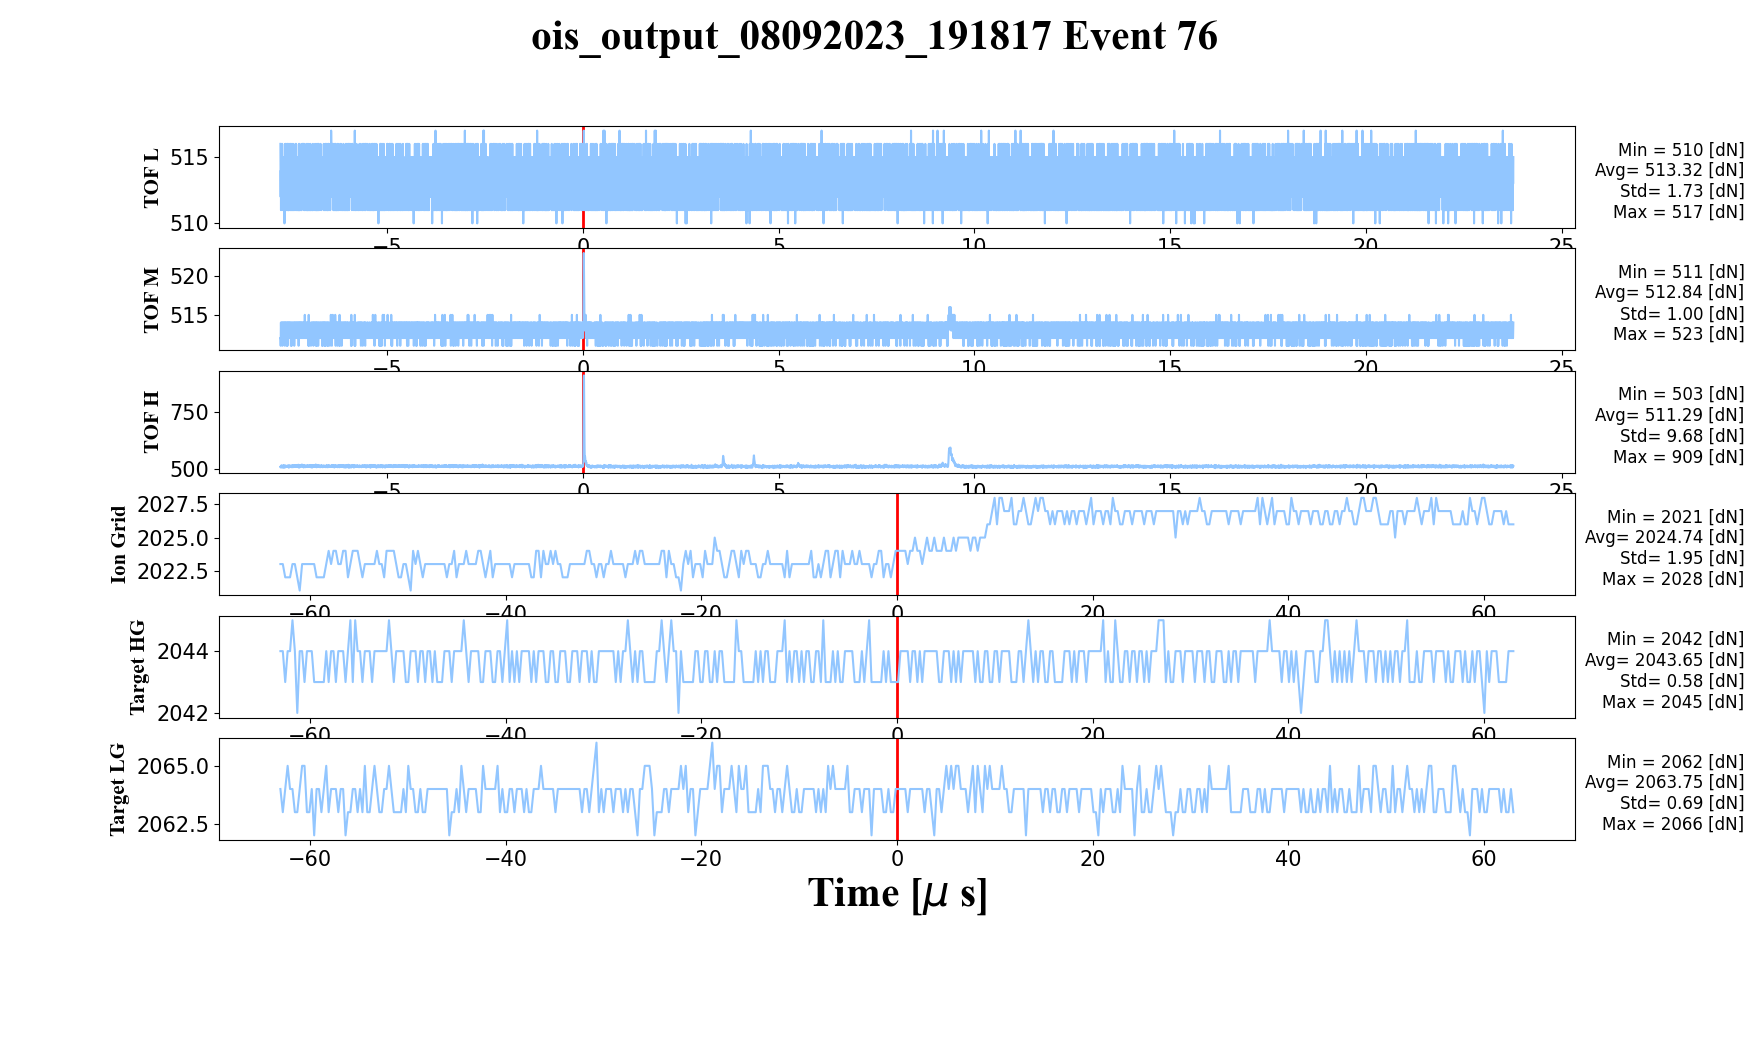 ois_output_08092023_191817 Event 76
TOF L
515
510
Min = 510 [dN]
Avg= 513.32 [dN]
Std= 1.73 [dN]
Max = 517 [dN]
−5 0 5 10 15 20 25
TOF M
520
515
Min = 511 [dN]
Avg= 512.84 [dN]
Std= 1.00 [dN]
Max = 523 [dN]
−5 0 5 10 15 20 25
TOF H
750
500
Min = 503 [dN]
Avg= 511.29 [dN]
Std= 9.68 [dN]
Max = 909 [dN]
−5 0 5 10 15 20 25
Ion Grid
2027.5
2025.0
2022.5
Min = 2021 [dN]
Avg= 2024.74 [dN]
Std= 1.95 [dN]
Max = 2028 [dN]
−60 −40 −20 0 20 40 60
Target HG
2044
2042
Min = 2042 [dN]
Avg= 2043.65 [dN]
Std= 0.58 [dN]
Max = 2045 [dN]
−60 −40 −20 0 20 40 60
Target LG
2065.0
2062.5
Min = 2062 [dN]
Avg= 2063.75 [dN]
Std= 0.69 [dN]
Max = 2066 [dN]
−60 −40 −20 0 20 40 60
Time [μ s]